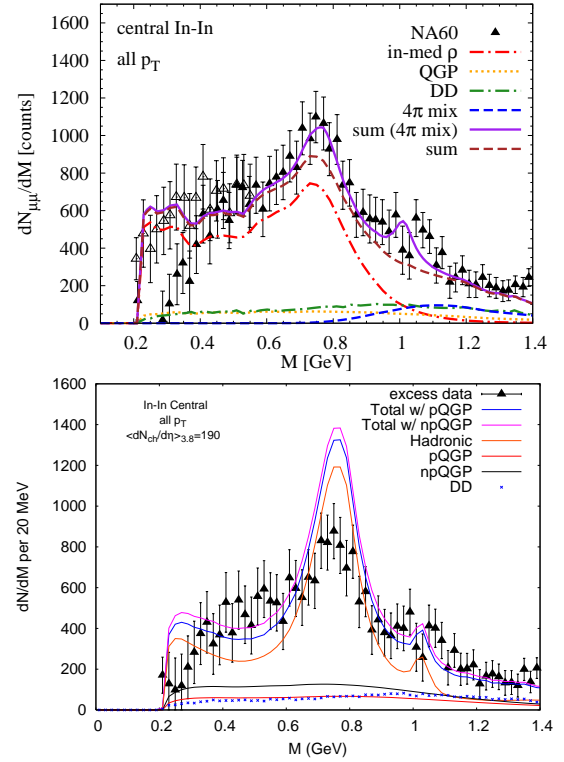 central In-In
all p_T
NA60
in-med ρ
QGP
DD
4π mix
sum (4π mix)
sum
dN_μμ/dM [counts]
1600
1400
1200
1000
800
600
400
200
0
0.2 0.4 0.6 0.8 1 1.2 1.4
M [GeV]
In-In Central
all p_T
<dN_ch/dη>_3.8=190
excess data
Total w/ pQGP
Total w/ npQGP
Hadronic
pQGP
npQGP
DD
dN/dM per 20 MeV
1600
1400
1200
1000
800
600
400
200
0
0 0.2 0.4 0.6 0.8 1 1.2 1.4
M (GeV)